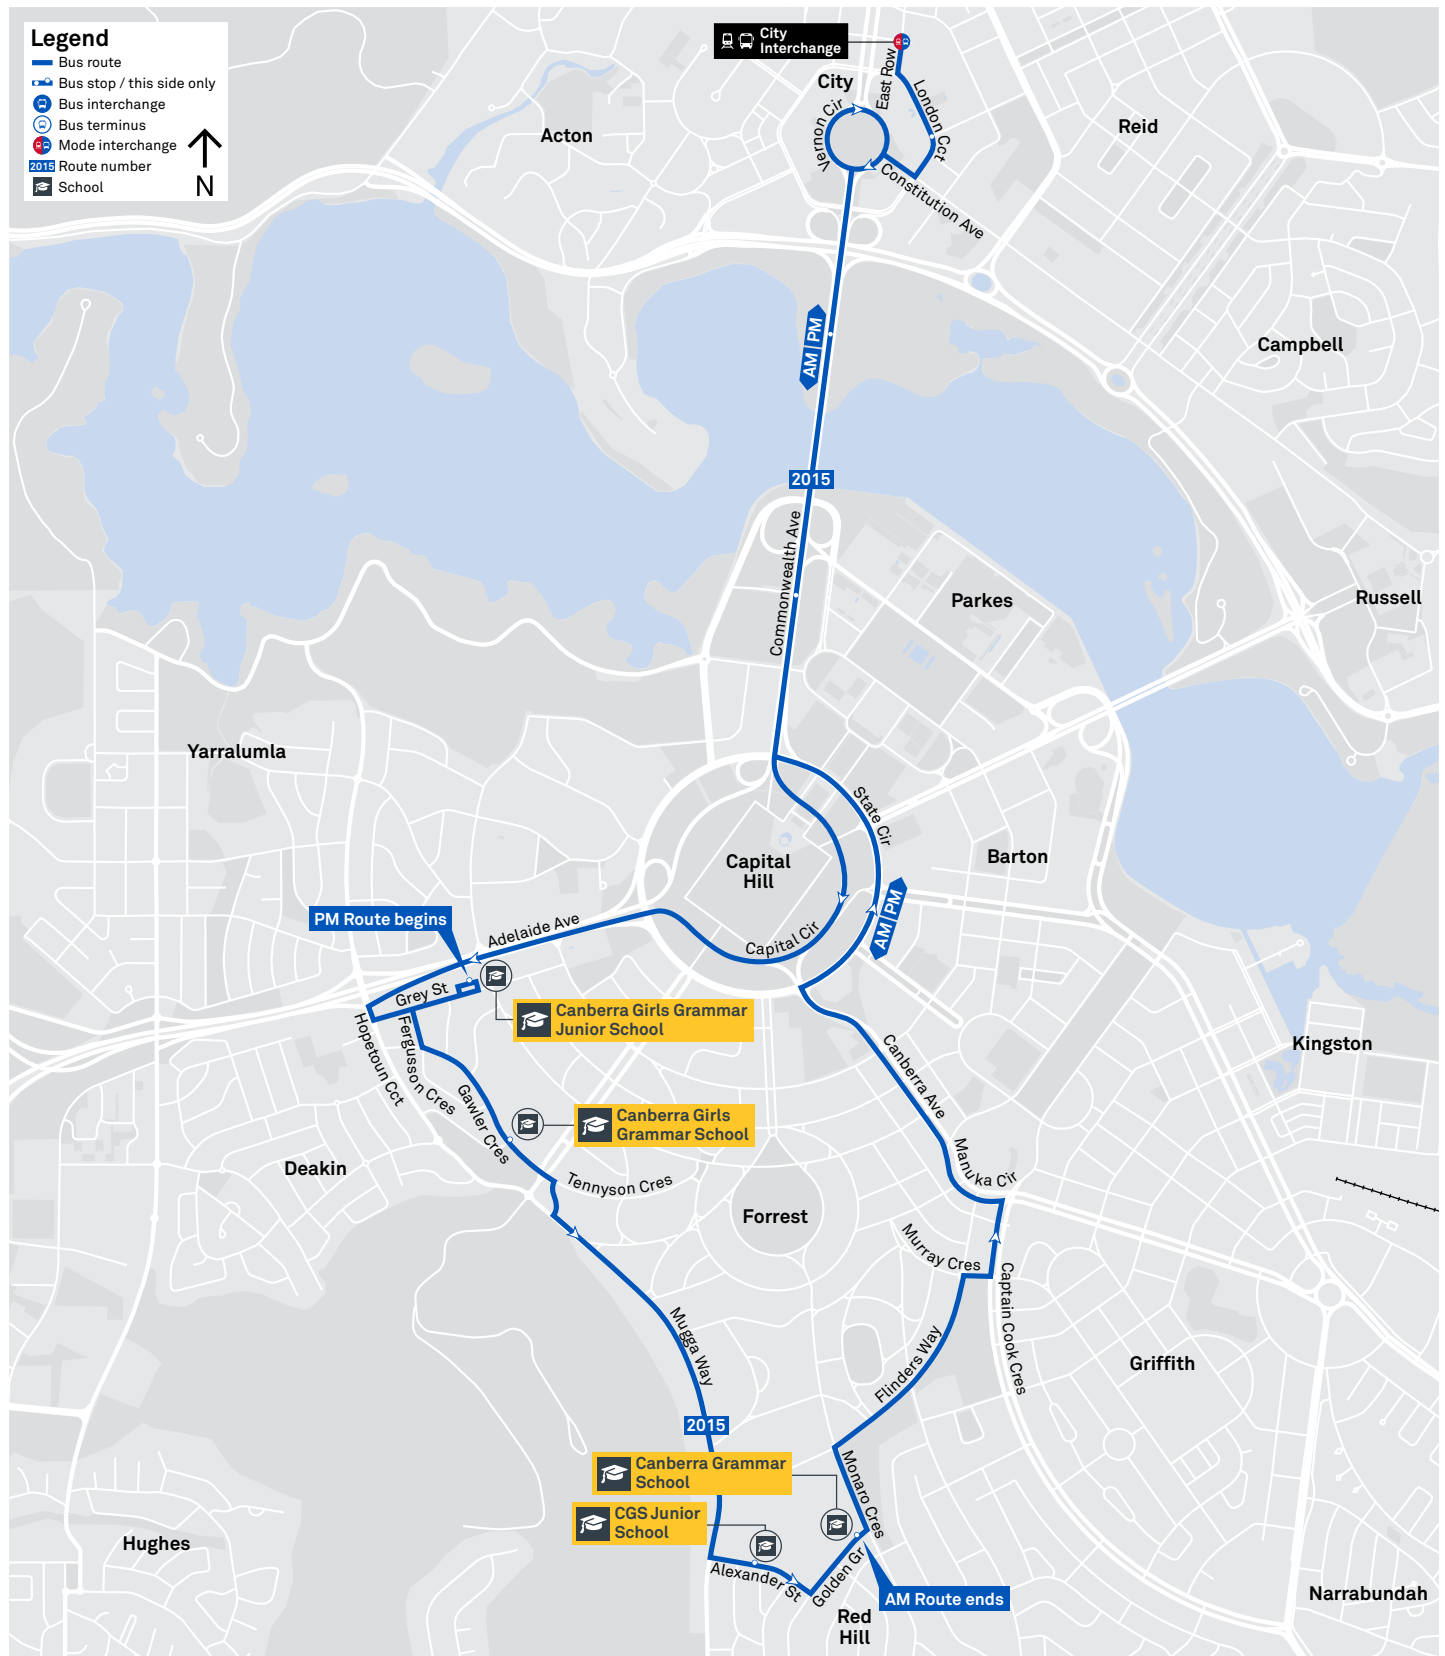 Legend
Bus route
Bus stop / this side only
Bus interchange
Bus terminus
Mode interchange
2015 Route number
School
N
City
Interchange
City
East Row
London Cct
Vernon Cir
Constitution Ave
Acton
Reid
Campbell
AM | PM
2015
Commonwealth Ave
Parkes
Russell
Yarralumla
State Cir
Barton
Capital
Hill
AM | PM
Capital Cir
PM Route begins
Adelaide Ave
Grey St
Canberra Girls Grammar
Junior School
Hopetoun Cct
Fergusson Cres
Gawler Cres
Canberra Girls
Grammar School
Canberra Ave
Kingston
Deakin
Tennyson Cres
Manuka Cir
Forrest
Murray Cres
Captain Cook Cres
Mugga Way
Flinders Way
Griffith
2015
Canberra Grammar
School
Monaro Cres
CGS Junior
School
Hughes
Alexander St
Golden Gr
AM Route ends
Red
Hill
Narrabundah